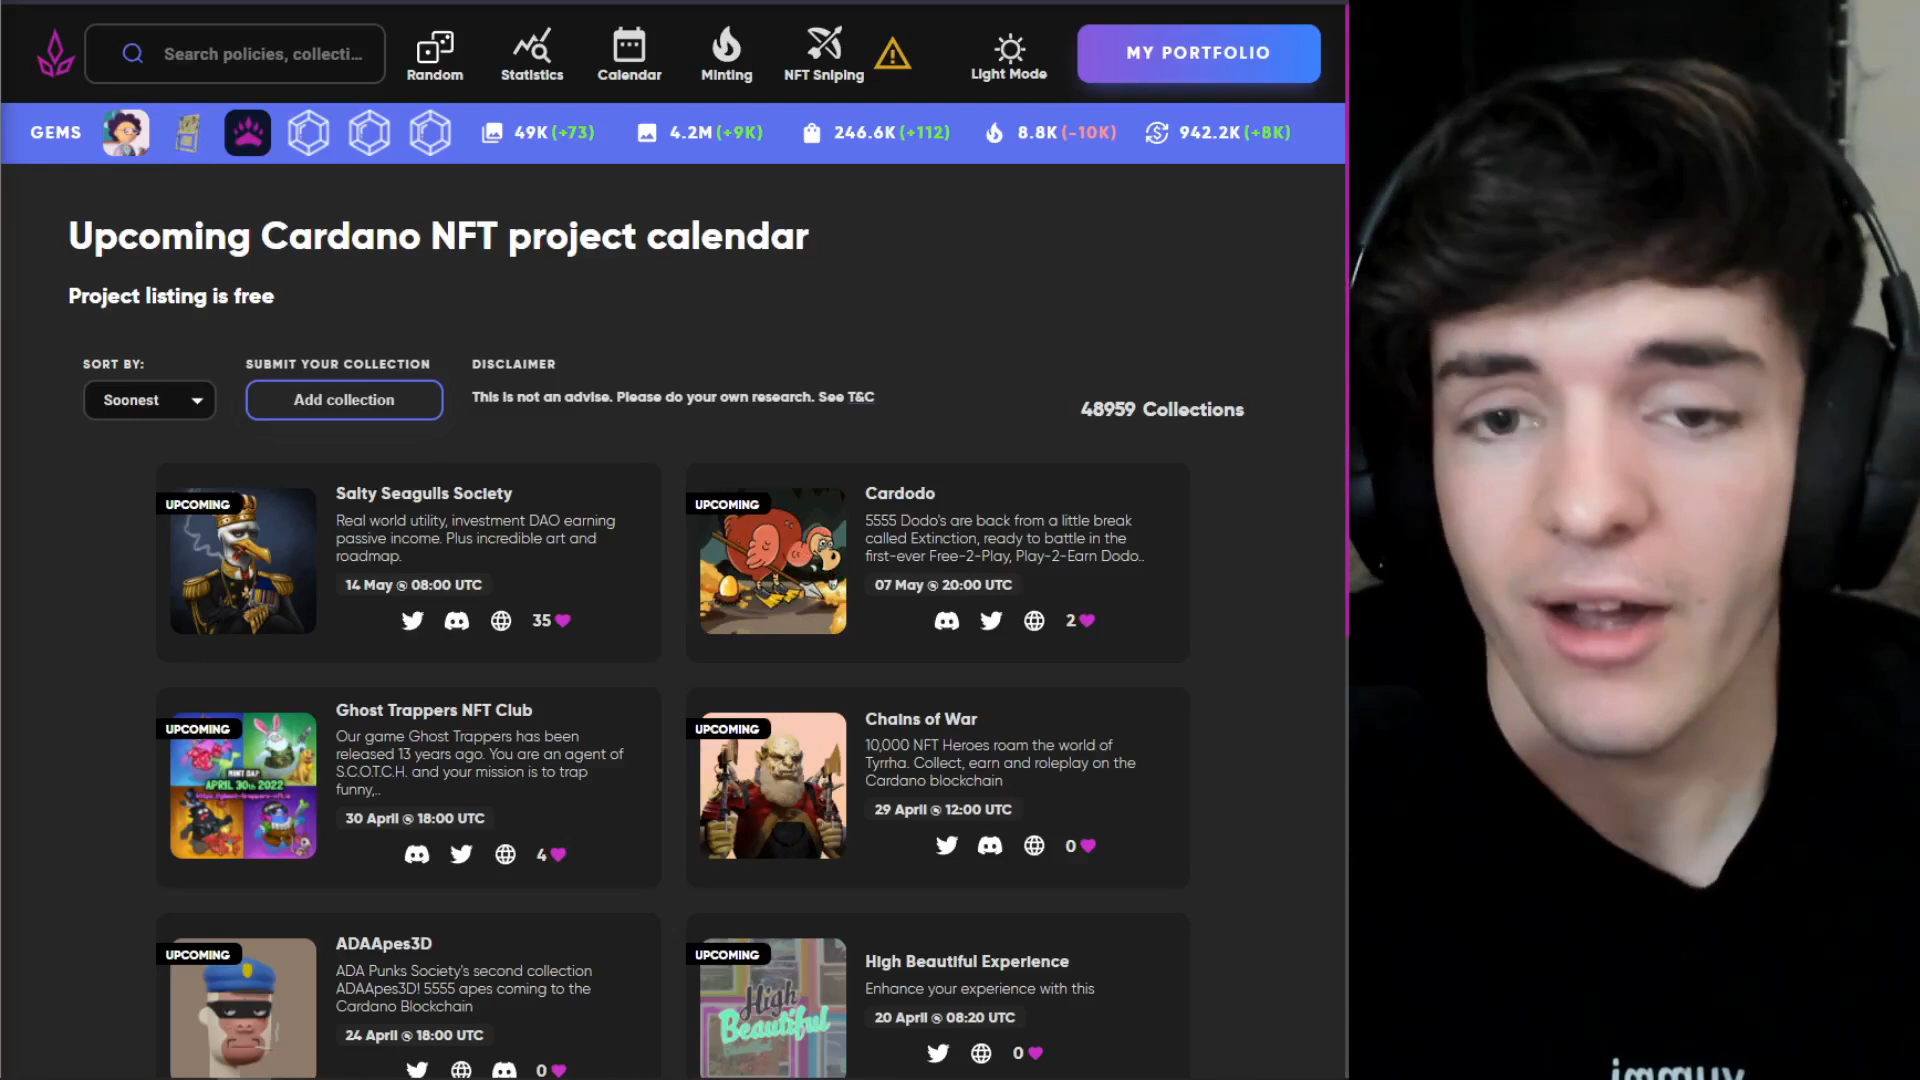 Search policies, collecti...
Random
Statistics
Calendar
Minting
NFT Sniping
Light Mode
MY PORTFOLIO
GEMS
49K (+73)
4.2M (+9K)
246.6K (+112)
8.8K (-10K)
942.2K (+8K)
Upcoming Cardano NFT project calendar
Project listing is free
SORT BY:
Soonest
SUBMIT YOUR COLLECTION
Add collection
DISCLAIMER
This is not an advise. Please do your own research. See T&C
48959 Collections
UPCOMING
Salty Seagulls Society
Real world utility, investment DAO earning
passive income. Plus incredible art and
roadmap.
14 May @ 08:00 UTC
35
UPCOMING
Cardodo
5555 Dodo's are back from a little break
called Extinction, ready to battle in the
first-ever Free-2-Play, Play-2-Earn Dodo..
07 May @ 20:00 UTC
2
UPCOMING
MINT DAY
APRIL 30th 2022
Ghost Trappers NFT Club
Our game Ghost Trappers has been
released 13 years ago. You are an agent of
S.C.O.T.C.H. and your mission is to trap
funny,..
30 April @ 18:00 UTC
4
UPCOMING
Chains of War
10,000 NFT Heroes roam the world of
Tyrrha. Collect, earn and roleplay on the
Cardano blockchain
29 April @ 12:00 UTC
0
UPCOMING
ADAApes3D
ADA Punks Society's second collection
ADAApes3D! 5555 apes coming to the
Cardano Blockchain
24 April @ 18:00 UTC
0
UPCOMING
High
Beautiful
High Beautiful Experience
Enhance your experience with this
20 April @ 08:20 UTC
0